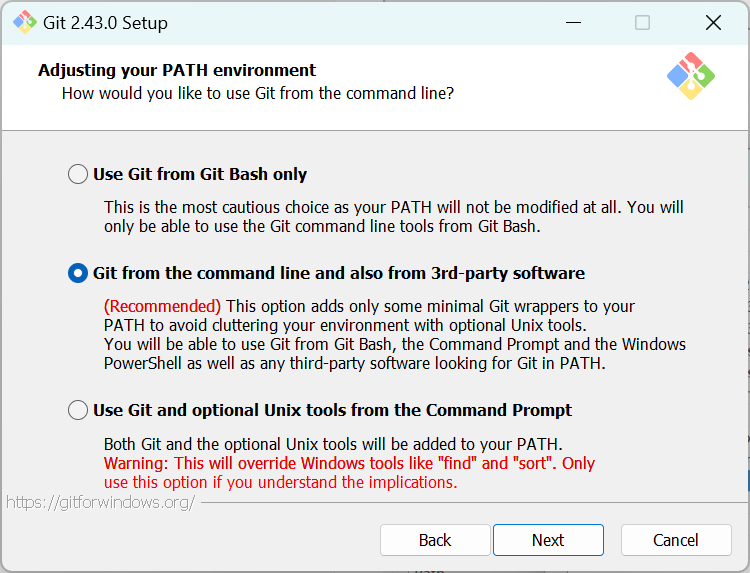 Git 2.43.0 Setup
Adjusting your PATH environment
How would you like to use Git from the command line?
Use Git from Git Bash only
This is the most cautious choice as your PATH will not be modified at all. You will
only be able to use the Git command line tools from Git Bash.
Git from the command line and also from 3rd-party software
(Recommended) This option adds only some minimal Git wrappers to your
PATH to avoid cluttering your environment with optional Unix tools.
You will be able to use Git from Git Bash, the Command Prompt and the Windows
PowerShell as well as any third-party software looking for Git in PATH.
Use Git and optional Unix tools from the Command Prompt
Both Git and the optional Unix tools will be added to your PATH.
Warning: This will override Windows tools like "find" and "sort". Only
use this option if you understand the implications.
https://gitforwindows.org/
Back Next Cancel